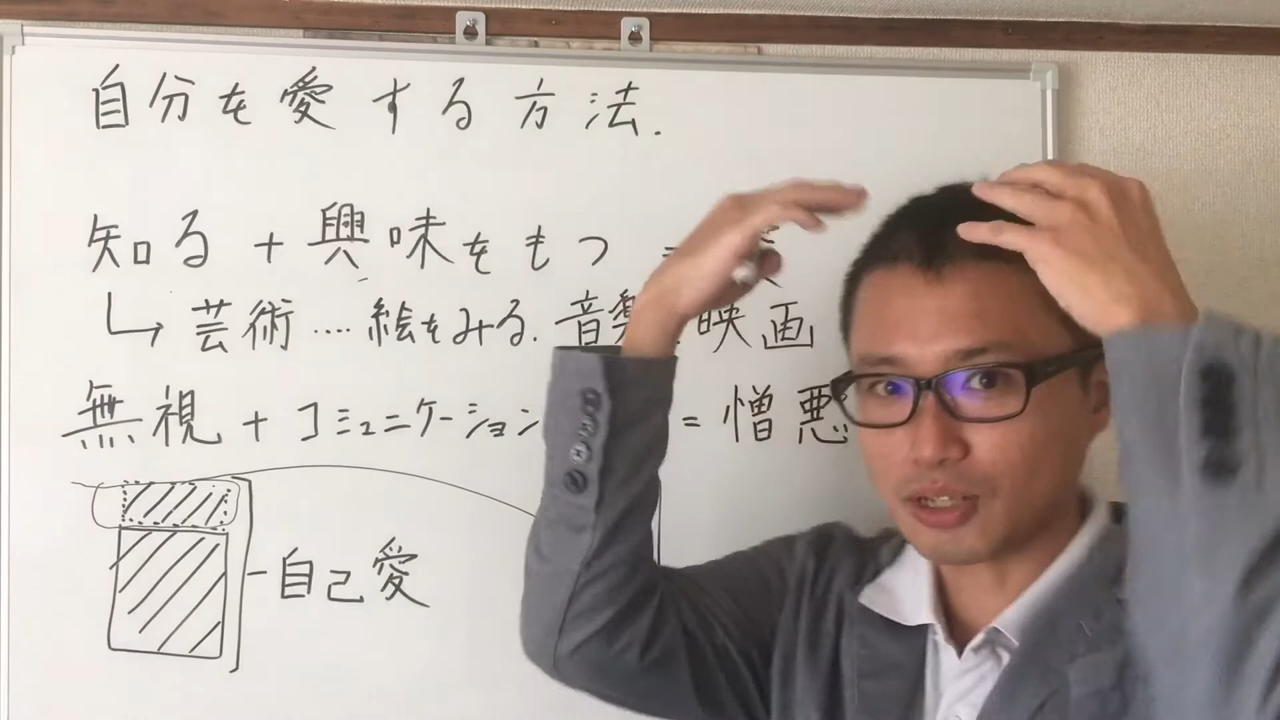 自分を愛する方法.
知る + 興味をもつ =
↳ 芸術 .... 絵をみる. 音楽. 映画
無視 + コミュニケーション = 憎悪
自己愛